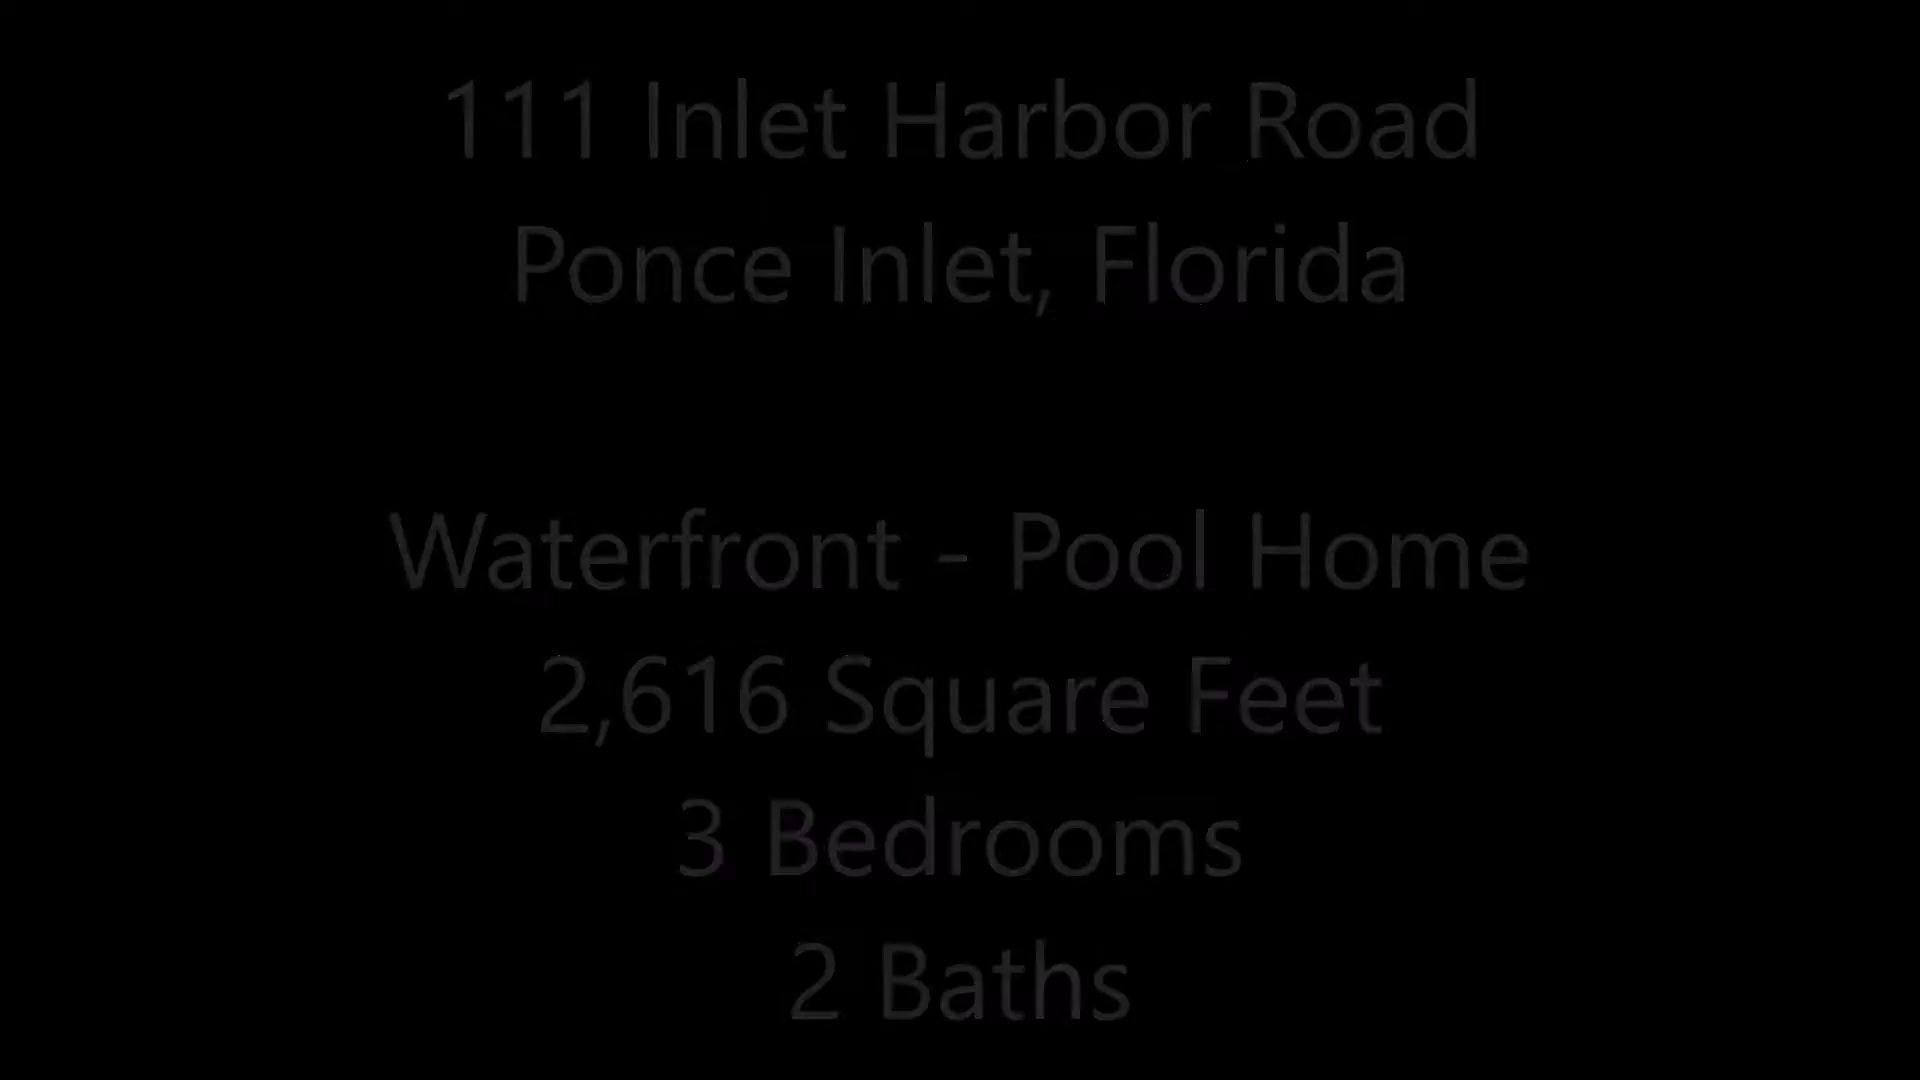 111 Inlet Harbor Road
Ponce Inlet, Florida
Waterfront - Pool Home
2,616 Square Feet
3 Bedrooms
2 Baths